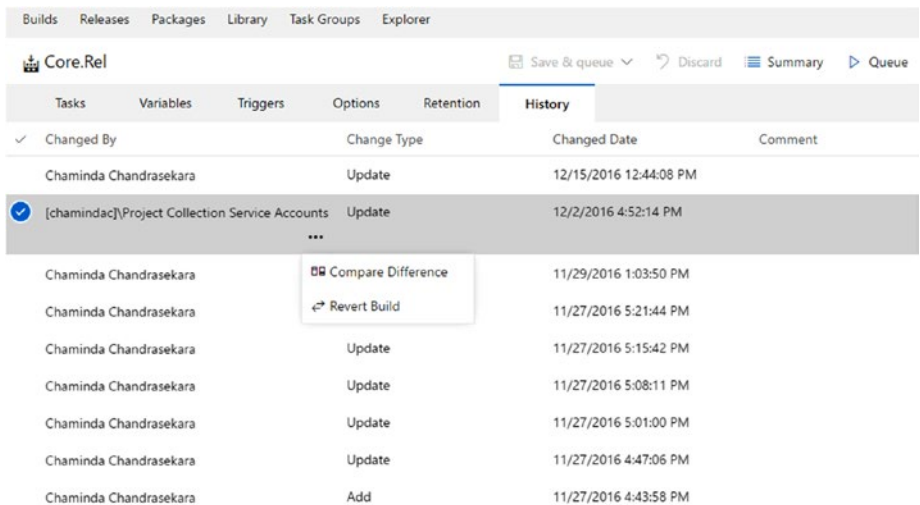 Builds Releases Packages Library Task Groups Explorer
Core.Rel Save & queue Discard Summary Queue
Tasks Variables Triggers Options Retention History
Changed By Change Type Changed Date Comment
Chaminda Chandrasekara Update 12/15/2016 12:44:08 PM
[chamindac]\Project Collection Service Accounts Update 12/2/2016 4:52:14 PM
...
Compare Difference
Chaminda Chandrasekara 11/29/2016 1:03:50 PM
Revert Build
Chaminda Chandrasekara 11/27/2016 5:21:44 PM
Chaminda Chandrasekara Update 11/27/2016 5:15:42 PM
Chaminda Chandrasekara Update 11/27/2016 5:08:11 PM
Chaminda Chandrasekara Update 11/27/2016 5:01:00 PM
Chaminda Chandrasekara Update 11/27/2016 4:47:06 PM
Chaminda Chandrasekara Add 11/27/2016 4:43:58 PM